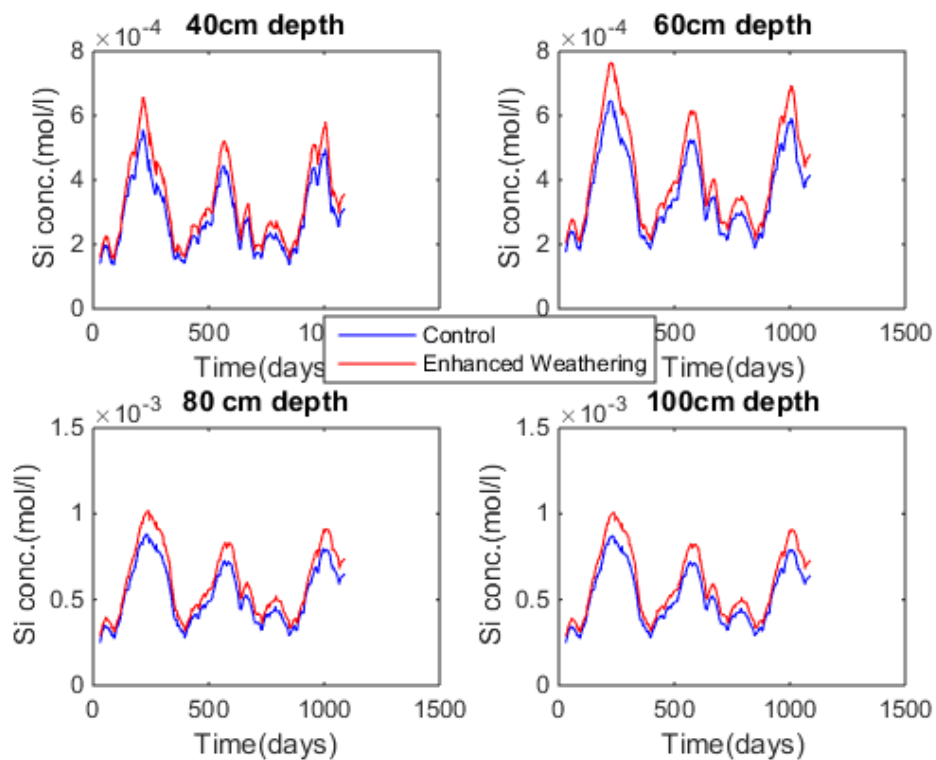 40cm depth
×10⁻⁴
Si conc.(mol/l)
8
6
4
2
0
0 500 1000 1500
Time(days)
60cm depth
×10⁻⁴
Si conc.(mol/l)
8
6
4
2
0
0 500 1000 1500
Time(days)
Control
Enhanced Weathering
80 cm depth
×10⁻³
Si conc.(mol/l)
1.5
1
0.5
0
0 500 1000 1500
Time(days)
100cm depth
×10⁻³
Si conc.(mol/l)
1.5
1
0.5
0
0 500 1000 1500
Time(days)